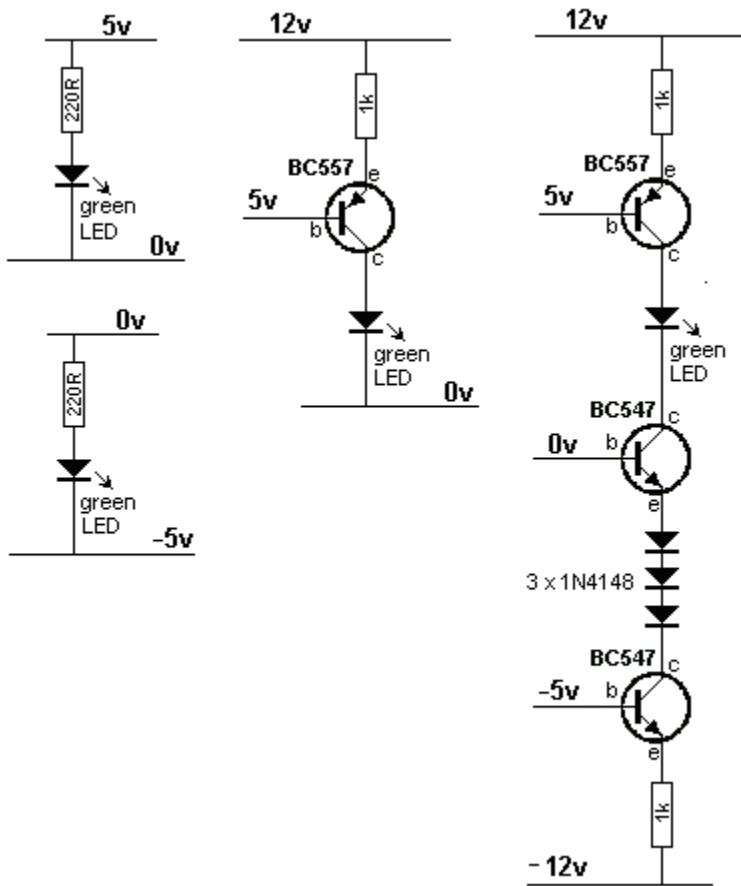 5v
220R
green
LED
0v
0v
220R
green
LED
-5v
12v
1k
BC557
e
5v
b
c
green
LED
0v
12v
1k
BC557
e
5v
b
c
green
LED
BC547
c
0v
b
e
3 x 1N4148
BC547
c
-5v
b
e
1k
- 12v